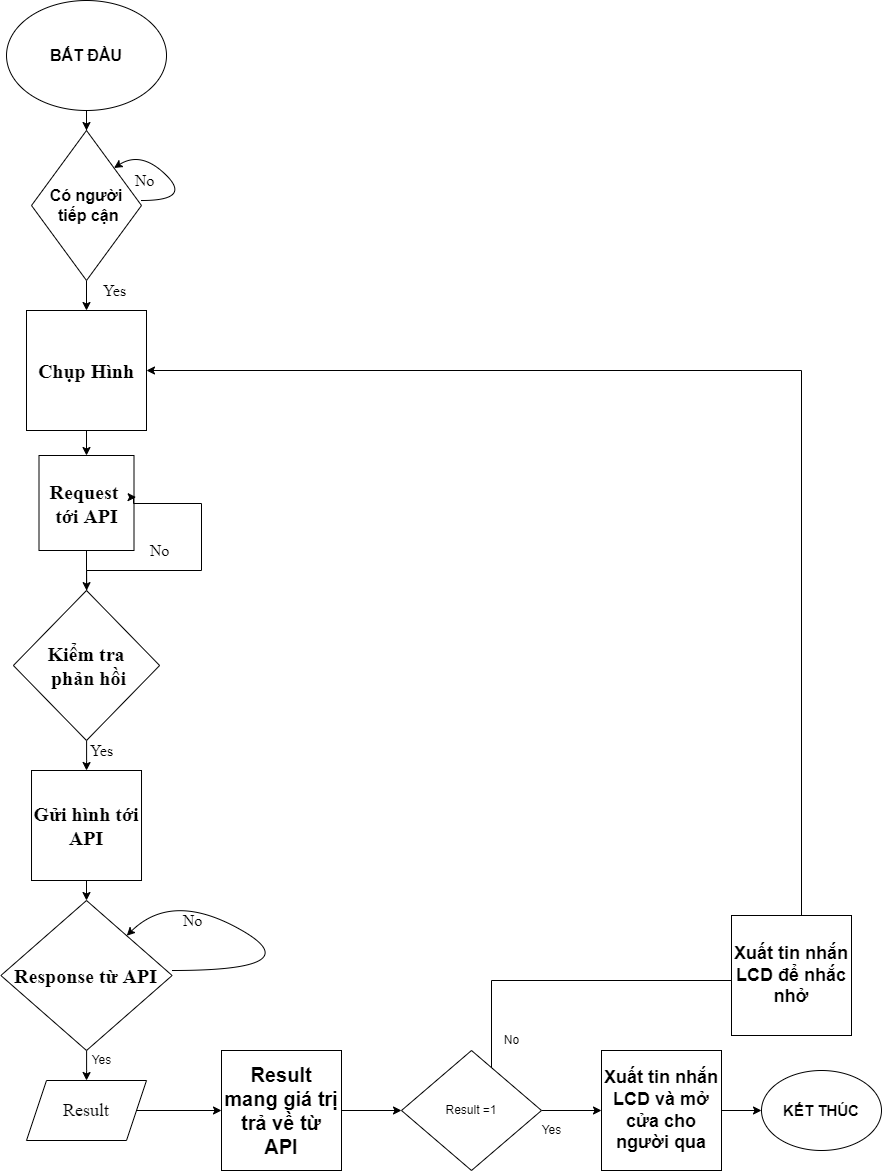 BẮT ĐẦU
No
Có người
tiếp cận
Yes
Chụp Hình
Request
tới API
No
Kiểm tra
phản hồi
Yes
Gửi hình tới
API
No
Response từ API
Yes
Result
Result
mang giá trị
trả về từ
API
Result =1
No
Yes
Xuất tin nhắn
LCD để nhắc
nhở
Xuất tin nhắn
LCD và mở
cửa cho
người qua
KẾT THÚC